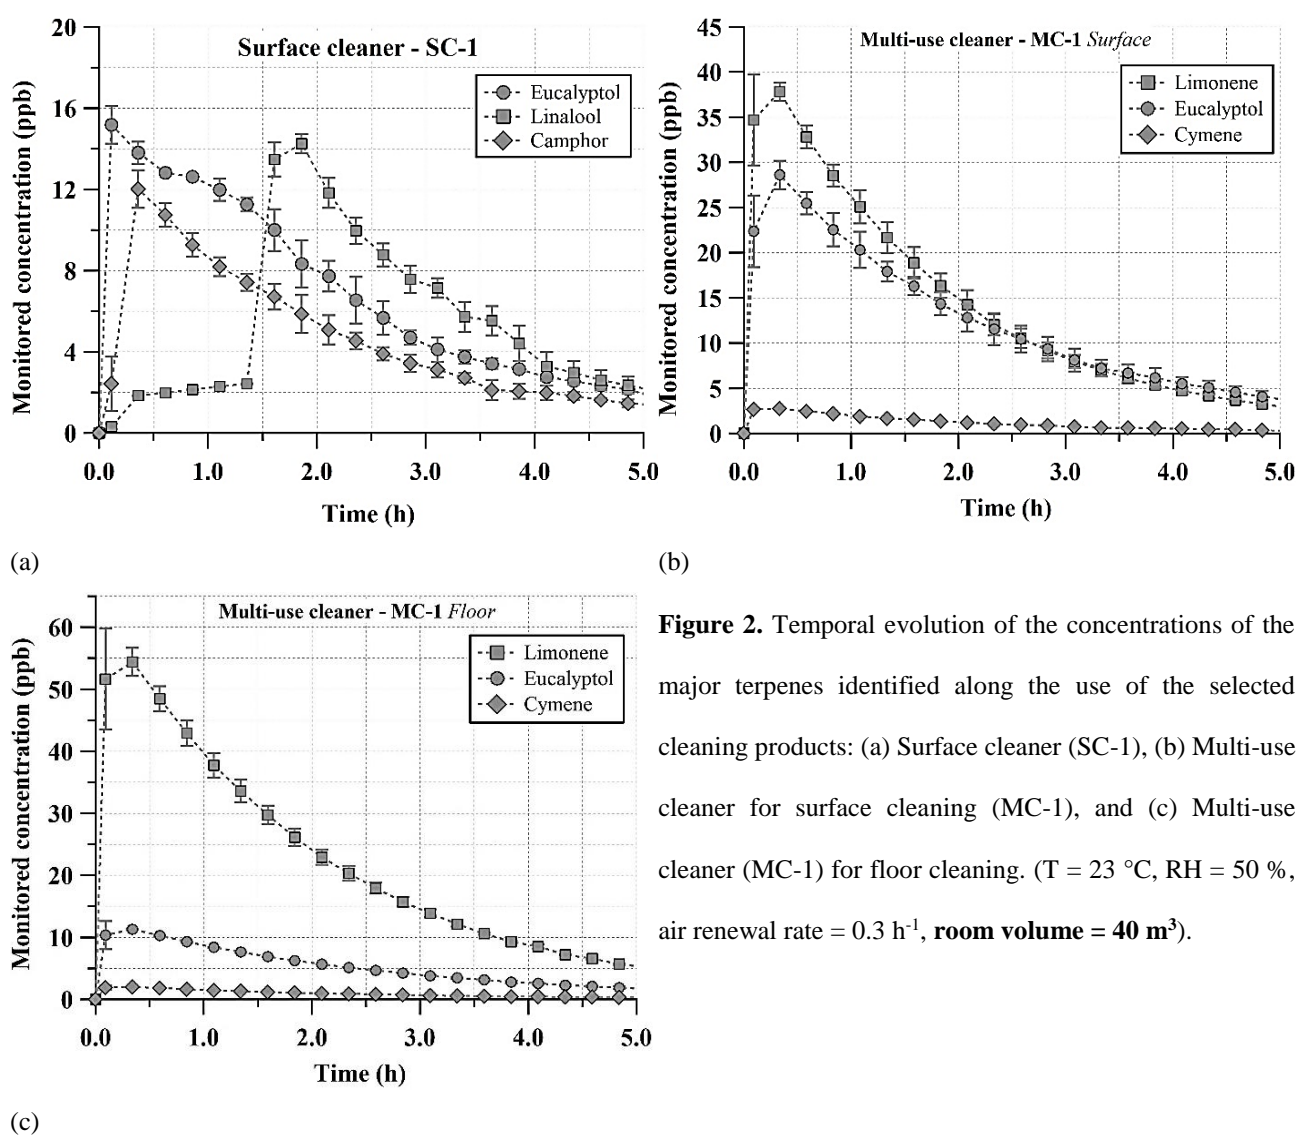 Surface cleaner - SC-1
Eucalyptol
Linalool
Camphor
Monitored concentration (ppb)
20
16
12
8
4
0
0.0 1.0 2.0 3.0 4.0 5.0
Time (h)
(a)
Multi-use cleaner - MC-1 Surface
Limonene
Eucalyptol
Cymene
Monitored concentration (ppb)
45
40
35
30
25
20
15
10
5
0
0.0 1.0 2.0 3.0 4.0 5.0
Time (h)
(b)
Multi-use cleaner - MC-1 Floor
Limonene
Eucalyptol
Cymene
Monitored concentration (ppb)
60
50
40
30
20
10
0
0.0 1.0 2.0 3.0 4.0 5.0
Time (h)
(c)
Figure 2. Temporal evolution of the concentrations of the
major terpenes identified along the use of the selected
cleaning products: (a) Surface cleaner (SC-1), (b) Multi-use
cleaner for surface cleaning (MC-1), and (c) Multi-use
cleaner (MC-1) for floor cleaning. (T = 23 °C, RH = 50 %,
air renewal rate = 0.3 h⁻¹, room volume = 40 m³).